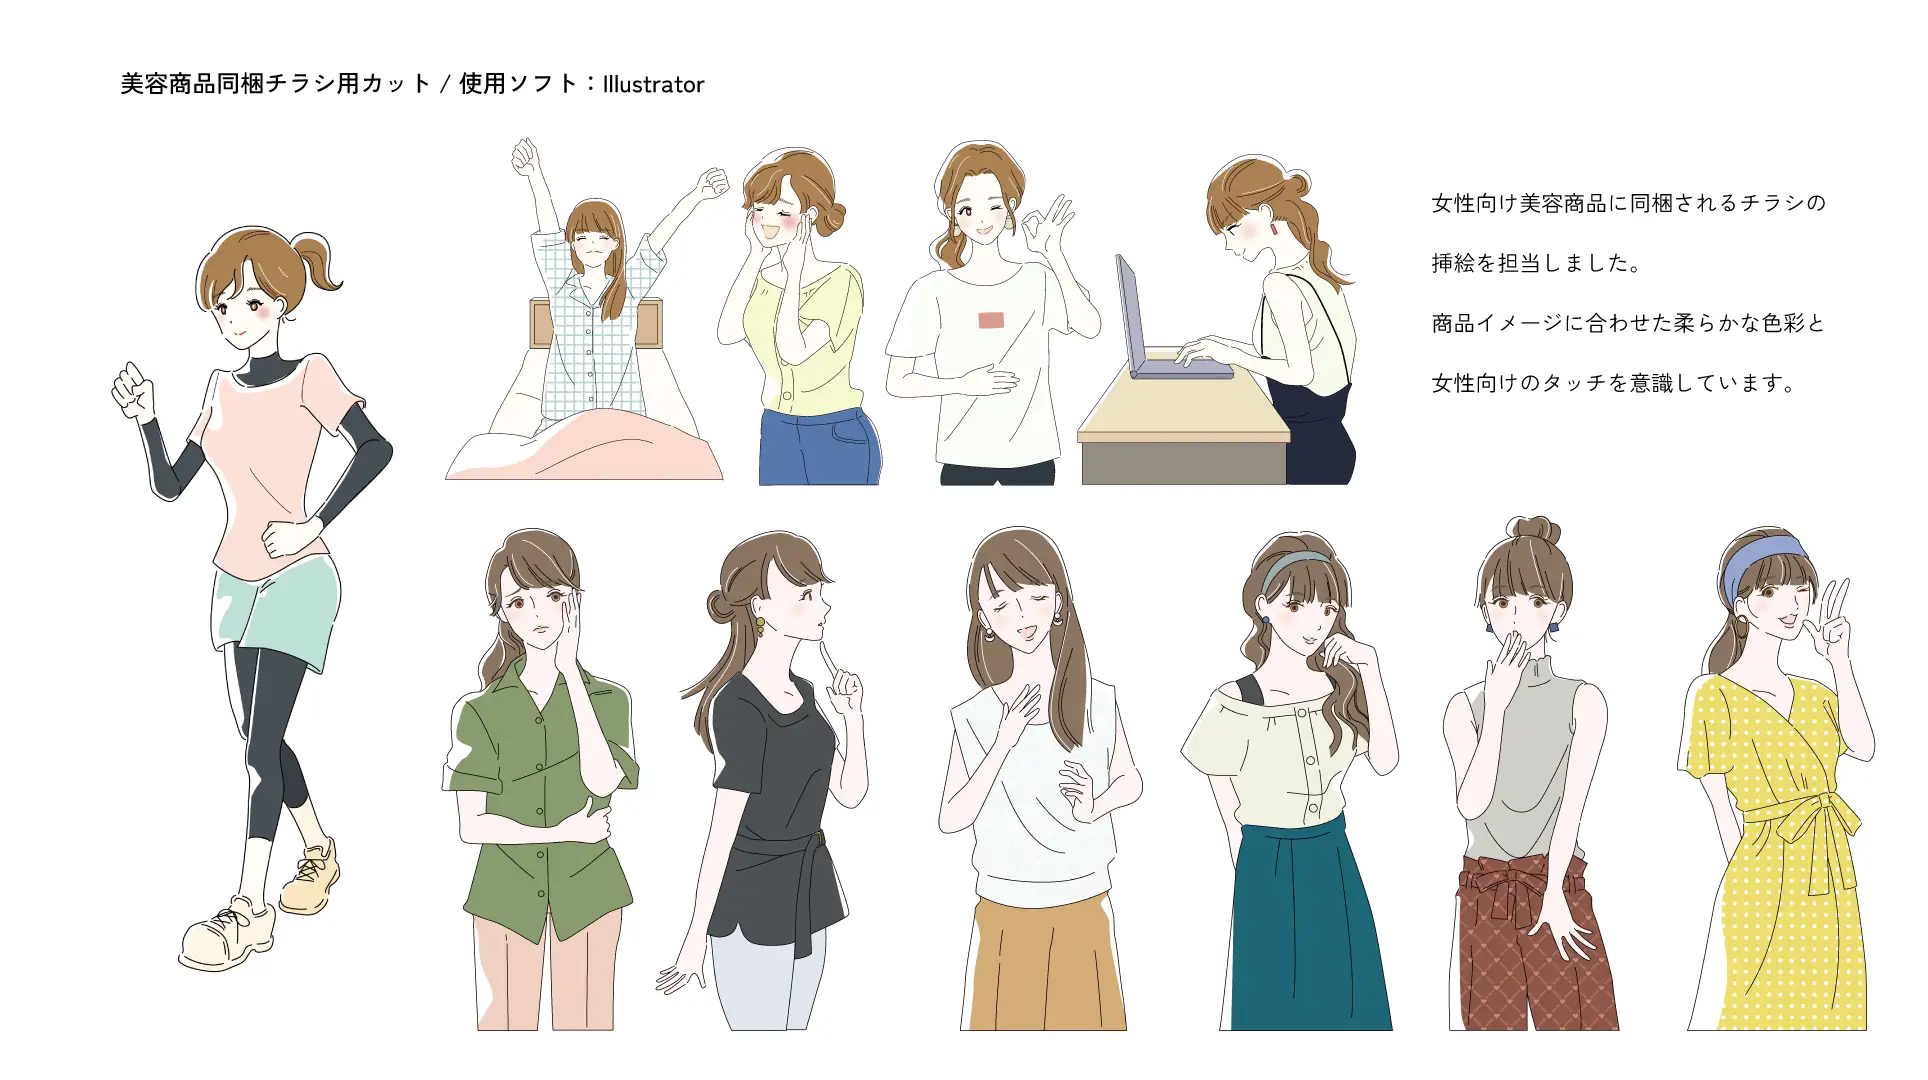 美容商品同梱チラシ用カット / 使用ソフト：Illustrator
女性向け美容商品に同梱されるチラシの
挿絵を担当しました。
商品イメージに合わせた柔らかな色彩と
女性向けのタッチを意識しています。